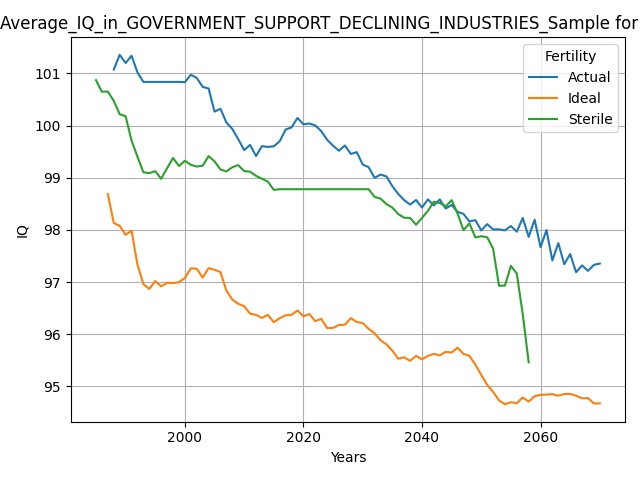 Average_IQ_in_GOVERNMENT_SUPPORT_DECLINING_INDUSTRIES_Sample for
Fertility
Actual
Ideal
Sterile
101
100
99
98
97
96
95
IQ
2000 2020 2040 2060
Years